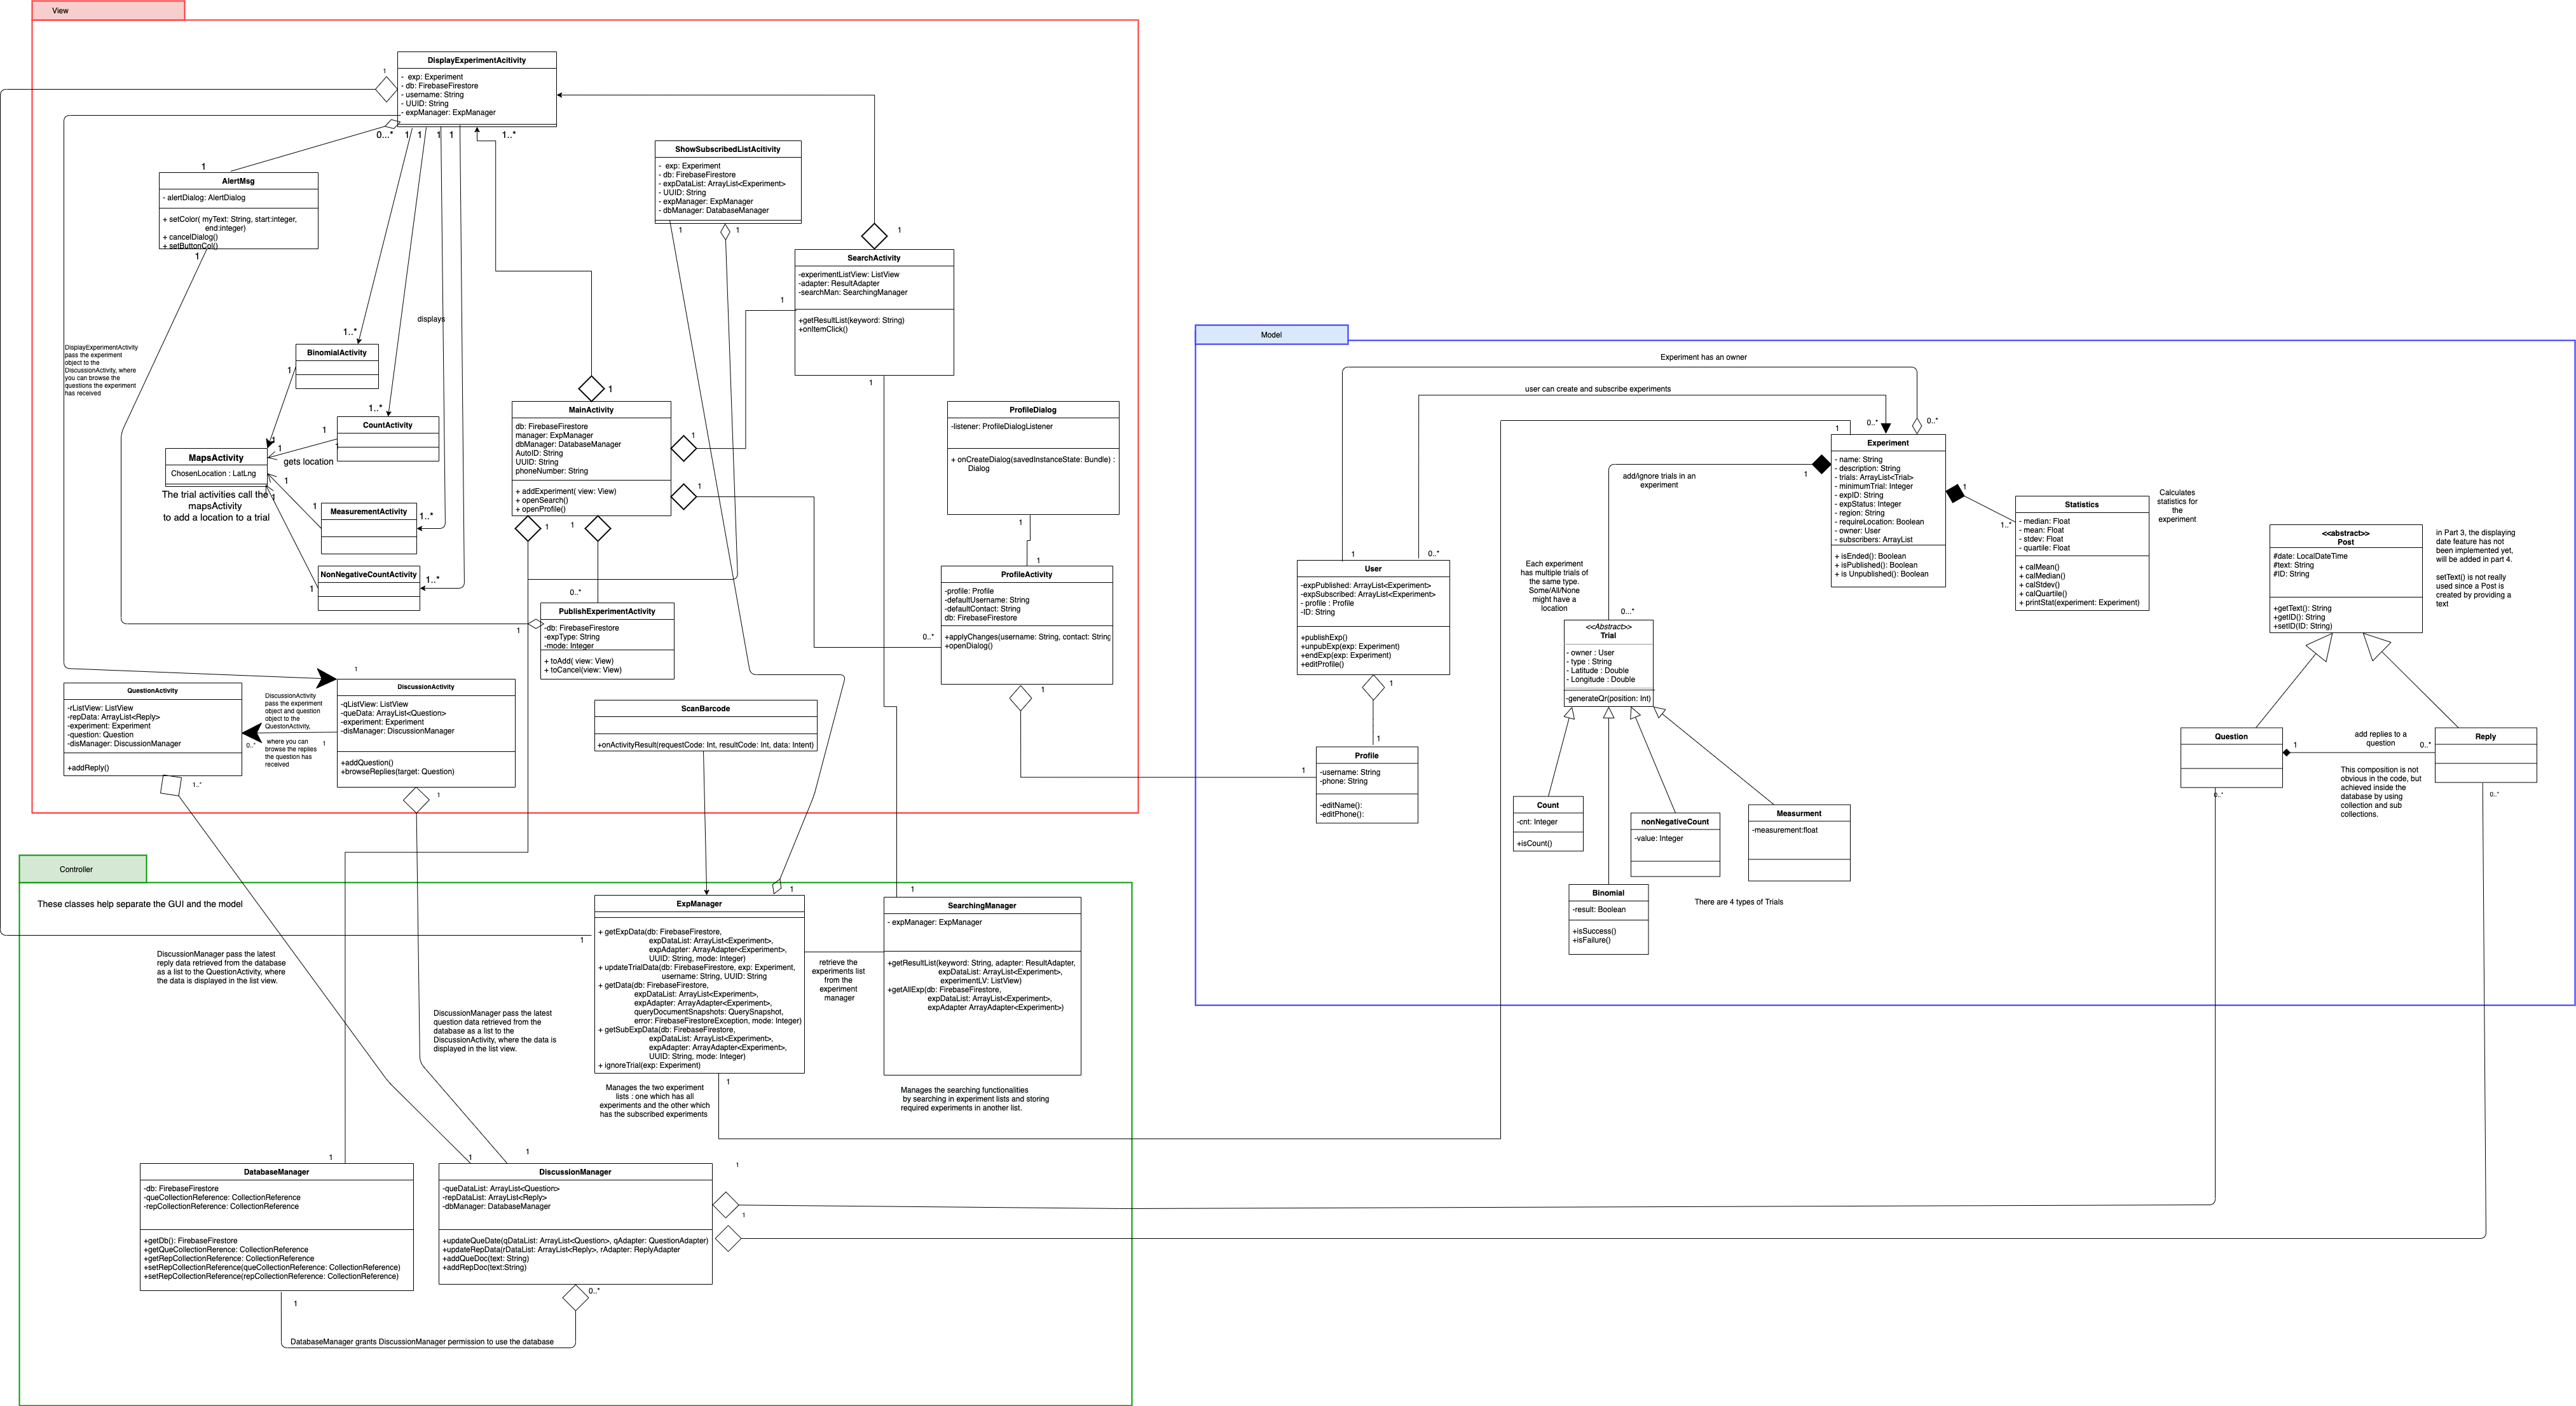 View
DisplayExperimentAcitivity
- exp: Experiment
- db: FirebaseFirestore
- username: String
- UUID: String
- expManager: ExpManager
1
0...*
1
1
1
1
1..*
1
AlertMsg
- alertDialog: AlertDialog
+ setColor( myText: String, start:integer,
end:integer)
+ cancelDialog()
+ setButtonCol()
1
ShowSubscribedListAcitivity
- exp: Experiment
- db: FirebaseFirestore
- expDataList: ArrayList<Experiment>
- UUID: String
- expManager: ExpManager
- dbManager: DatabaseManager
1
1
1
SearchActivity
-experimentListView: ListView
-adapter: ResultAdapter
-searchMan: SearchingManager
+getResultList(keyword: String)
+onItemClick()
1
1
displays
DisplayExperimentActivity
pass the experiment
object to the
DiscussionActivity, where
you can browse the
questions the experiment
has received
1..*
BinomialActivity
1
1..*
CountActivity
1
1
1
1
MapsActivity
ChosenLocation : LatLng
gets location
The trial activities call the
mapsActivity
to add a location to a trial
1
1
1
MeasurementActivity
1..*
NonNegativeCountActivity
1..*
1
1
MainActivity
db: FirebaseFirestore
manager: ExpManager
dbManager: DatabaseManager
AutoID: String
UUID: String
phoneNumber: String
+ addExperiment( view: View)
+ openSearch()
+ openProfile()
1
1
1
1
ProfileDialog
-listener: ProfileDialogListener
+ onCreateDialog(savedInstanceState: Bundle) :
Dialog
1
1
ProfileActivity
-profile: Profile
-defaultUsername: String
-defaultContact: String
db: FirebaseFirestore
+applyChanges(username: String, contact: String
+openDialog()
0..*
1
0..*
1
PublishExperimentActivity
-db: FirebaseFirestore
-expType: String
-mode: Integer
+ toAdd( view: View)
+ toCancel(view: View)
1
QuestionActivity
-rListView: ListView
-repData: ArrayList<Reply>
-experiment: Experiment
-question: Question
-disManager: DiscussionManager
+addReply()
1..*
DiscussionActivity
pass the experiment
object and question
object to the
QuestonActivity,
where you can
browse the replies
the question has
received
0..*
1
DiscussionActivity
-qListView: ListView
-queData: ArrayList<Question>
-experiment: Experiment
-disManager: DiscussionManager
+addQuestion()
+browseReplies(target: Question)
1
ScanBarcode
+onActivityResult(requestCode: Int, resultCode: Int, data: Intent)
Controller
These classes help separate the GUI and the model
1
DiscussionManager pass the latest
reply data retrieved from the database
as a list to the QuestionActivity, where
the data is displayed in the list view.
DiscussionManager pass the latest
question data retrieved from the
database as a list to the
DiscussionActivity, where the data is
displayed in the list view.
1
ExpManager
+ getExpData(db: FirebaseFirestore,
expDataList: ArrayList<Experiment>,
expAdapter: ArrayAdapter<Experiment>,
UUID: String, mode: Integer)
+ updateTrialData(db: FirebaseFirestore, exp: Experiment,
username: String, UUID: String
+ getData(db: FirebaseFirestore,
expDataList: ArrayList<Experiment>,
expAdapter: ArrayAdapter<Experiment>,
queryDocumentSnapshots: QuerySnapshot,
error: FirebaseFirestoreException, mode: Integer)
+ getSubExpData(db: FirebaseFirestore,
expDataList: ArrayList<Experiment>,
expAdapter: ArrayAdapter<Experiment>,
UUID: String, mode: Integer)
+ ignoreTrial(exp: Experiment)
1
Manages the two experiment
lists : one which has all
experiments and the other which
has the subscribed experiments
retrieve the
experiments list
from the
experiment
manager
1
SearchingManager
- expManager: ExpManager
+getResultList(keyword: String, adapter: ResultAdapter,
expDataList: ArrayList<Experiment>,
experimentLV: ListView)
+getAllExp(db: FirebaseFirestore,
expDataList: ArrayList<Experiment>,
expAdapter ArrayAdapter<Experiment>)
Manages the searching functionalities
by searching in experiment lists and storing
required experiments in another list.
1
DatabaseManager
-db: FirebaseFirestore
-queCollectionReference: CollectionReference
-repCollectionReference: CollectionReference
+getDb(): FirebaseFirestore
+getQueCollectionRerence: CollectionReference
+getRepCollectionReference: CollectionReference
+setRepCollectionReference(queCollectionReference: CollectionReference)
+setRepCollectionReference(repCollectionReference: CollectionReference)
1
1
1
DiscussionManager
-queDataList: ArrayList<Question>
-repDataList: ArrayList<Reply>
-dbManager: DatabaseManager
+updateQueDate(qDataList: ArrayList<Question>, qAdapter: QuestionAdapter)
+updateRepData(rDataList: ArrayList<Reply>, rAdapter: ReplyAdapter
+addQueDoc(text: String)
+addRepDoc(text:String)
1
1
0..*
DatabaseManager grants DiscussionManager permission to use the database
Model
Experiment has an owner
user can create and subscribe experiments
1
0..*
0..*
Experiment
- name: String
- description: String
- trials: ArrayList<Trial>
- minimumTrial: Integer
- expID: String
- expStatus: Integer
- region: String
- requireLocation: Boolean
- owner: User
- subscribers: ArrayList
+ isEnded(): Boolean
+ isPublished(): Boolean
+ is Unpublished(): Boolean
1
1
add/ignore trials in an
experiment
1..*
Statistics
- median: Float
- mean: Float
- stdev: Float
- quartile: Float
+ calMean()
+ calMedian()
+ calStdev()
+ calQuartile()
+ printStat(experiment: Experiment)
Calculates
statistics for
the
experiment
1
0..*
User
-expPublished: ArrayList<Experiment>
-expSubscribed: ArrayList<Experiment>
- profile : Profile
-ID: String
+publishExp()
+unpubExp(exp: Experiment)
+endExp(exp: Experiment)
+editProfile()
1
1
1
Profile
-username: String
-phone: String
-editName():
-editPhone():
Each experiment
has multiple trials of
the same type.
Some/All/None
might have a
location
0...*
<<Abstract>>
Trial
- owner : User
- type : String
- Latitude : Double
- Longitude : Double
-generateQr(position: Int)
Count
-cnt: Integer
+isCount()
nonNegativeCount
-value: Integer
Measurment
-measurement:float
Binomial
-result: Boolean
+isSuccess()
+isFailure()
There are 4 types of Trials
<<abstract>>
Post
#date: LocalDateTime
#text: String
#ID: String
+getText(): String
+getID(): String
+setID(ID: String)
in Part 3, the displaying
date feature has not
been implemented yet,
will be added in part 4.
setText() is not really
used since a Post is
created by providing a
text
Question
1
0..*
add replies to a
question
0..*
Reply
0..*
This composition is not
obvious in the code, but
achieved inside the
database by using
collection and sub
collections.